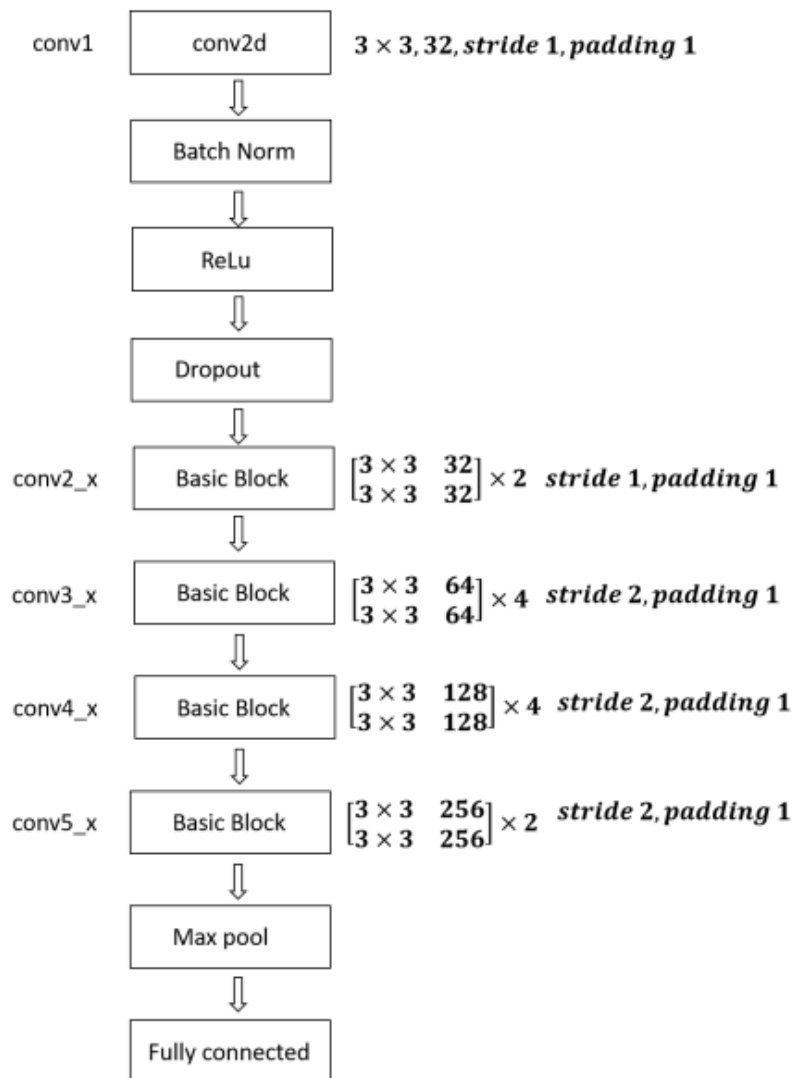 conv1 conv2d 3 × 3, 32, stride 1, padding 1
Batch Norm
ReLu
Dropout
conv2_x Basic Block [3 × 3 32
3 × 3 32] × 2 stride 1, padding 1
conv3_x Basic Block [3 × 3 64
3 × 3 64] × 4 stride 2, padding 1
conv4_x Basic Block [3 × 3 128
3 × 3 128] × 4 stride 2, padding 1
conv5_x Basic Block [3 × 3 256
3 × 3 256] × 2 stride 2, padding 1
Max pool
Fully connected